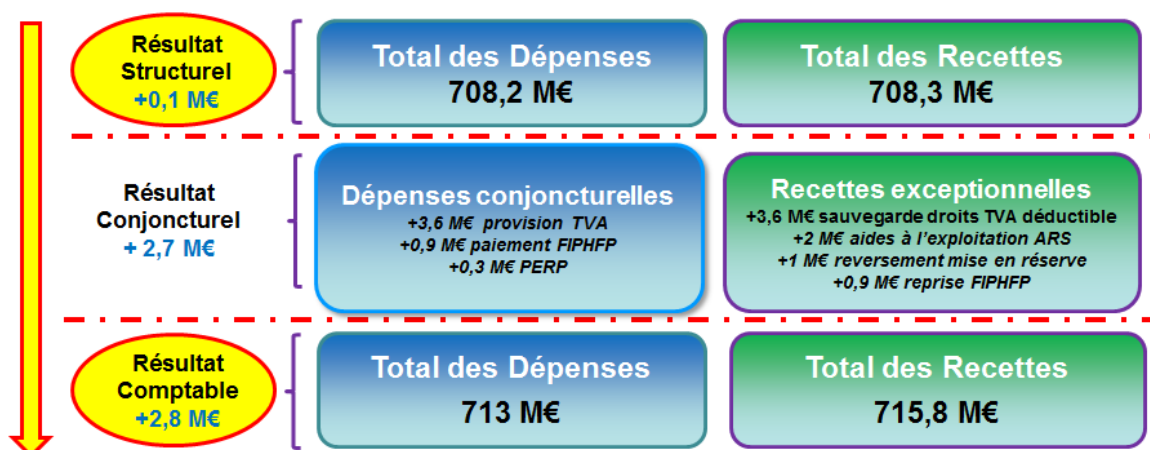 Résultat
Structurel
+0,1 M€
Total des Dépenses
708,2 M€
Total des Recettes
708,3 M€
Résultat
Conjoncturel
+ 2,7 M€
Dépenses conjoncturelles
+3,6 M€ provision TVA
+0,9 M€ paiement FIPHFP
+0,3 M€ PERP
Recettes exceptionnelles
+3,6 M€ sauvegarde droits TVA déductible
+2 M€ aides à l'exploitation ARS
+1 M€ reversement mise en réserve
+0,9 M€ reprise FIPHFP
Résultat
Comptable
+2,8 M€
Total des Dépenses
713 M€
Total des Recettes
715,8 M€